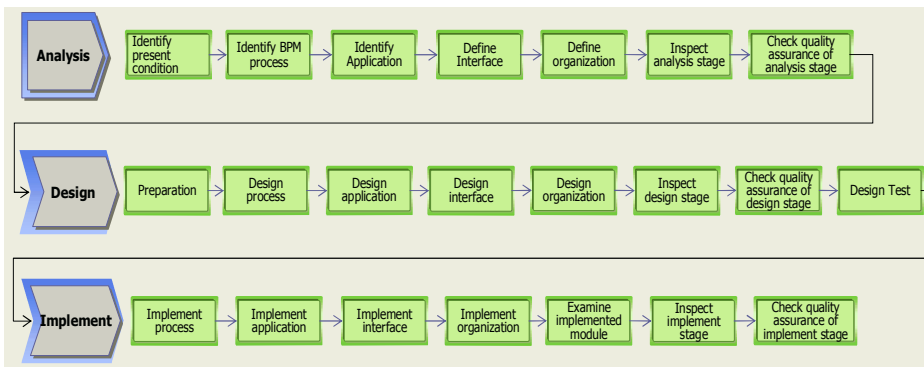 Analysis
Identify
present
condition
Identify BPM
process
Identify
Application
Define
Interface
Define
organization
Inspect
analysis stage
Check quality
assurance of
analysis stage
Design
Preparation
Design
process
Design
application
Design
interface
Design
organization
Inspect
design stage
Check quality
assurance of
design stage
Design Test
Implement
Implement
process
Implement
application
Implement
interface
Implement
organization
Examine
implemented
module
Inspect
implement
stage
Check quality
assurance of
implement stage